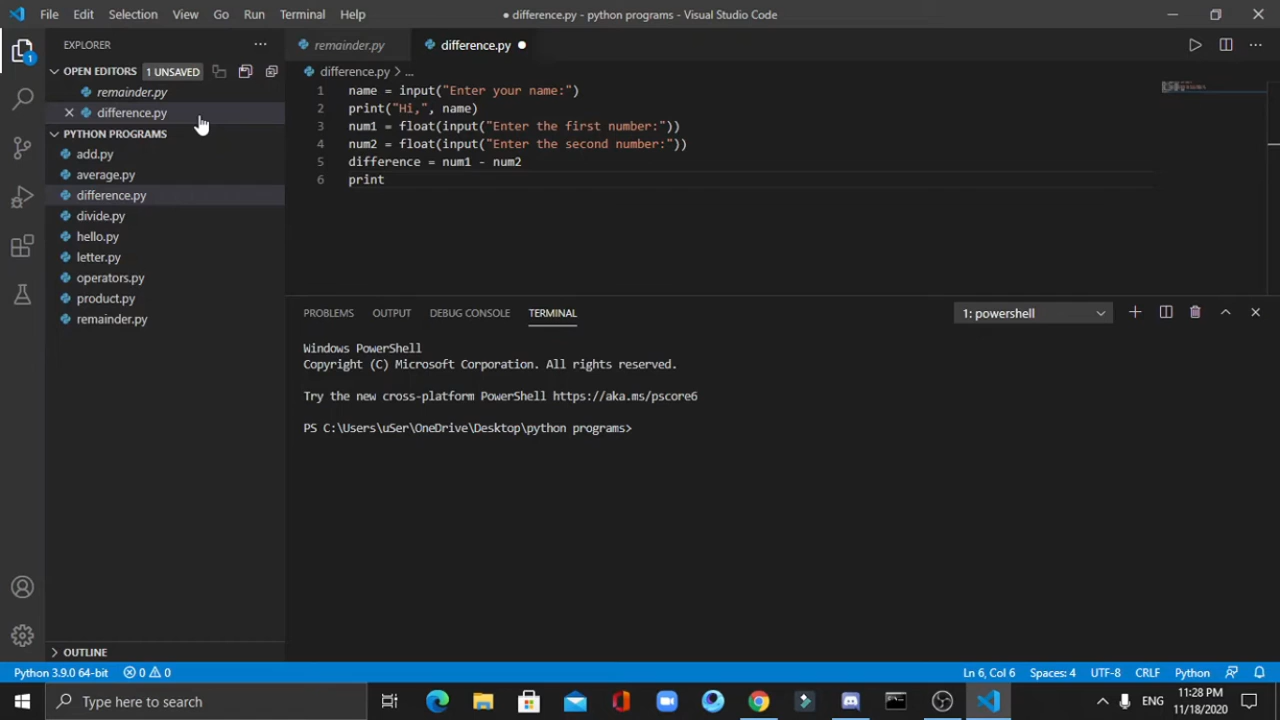 File Edit Selection View Go Run Terminal Help
● difference.py - python programs - Visual Studio Code
1
EXPLORER
OPEN EDITORS 1 UNSAVED
remainder.py
difference.py
PYTHON PROGRAMS
add.py
average.py
difference.py
divide.py
hello.py
letter.py
operators.py
product.py
remainder.py
OUTLINE
remainder.py difference.py
difference.py > ...
1 name = input("Enter your name:")
2 print("Hi,", name)
3 num1 = float(input("Enter the first number:"))
4 num2 = float(input("Enter the second number:"))
5 difference = num1 - num2
6 print
PROBLEMS OUTPUT DEBUG CONSOLE TERMINAL 1: powershell
Windows PowerShell
Copyright (C) Microsoft Corporation. All rights reserved.
Try the new cross-platform PowerShell https://aka.ms/pscore6
PS C:\Users\uSer\OneDrive\Desktop\python programs>
Python 3.9.0 64-bit 0 0 Ln 6, Col 6 Spaces: 4 UTF-8 CRLF Python
Type here to search
ENG
11:28 PM
11/18/2020